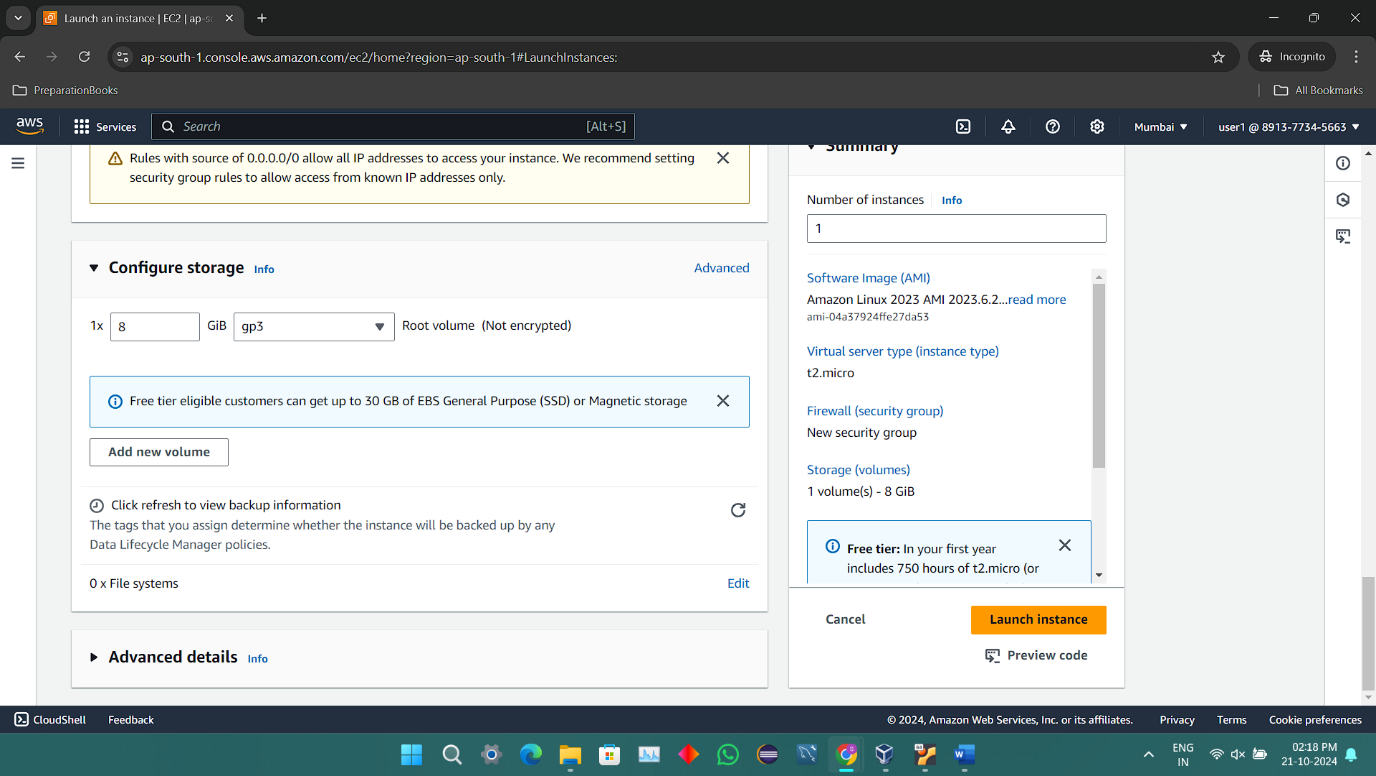 Launch an instance | EC2 | ap-sc
ap-south-1.console.aws.amazon.com/ec2/home?region=ap-south-1#LaunchInstances:
Incognito
PreparationBooks
All Bookmarks
aws
Services
Search
[Alt+S]
Mumbai
user1 @ 8913-7734-5663
Rules with source of 0.0.0.0/0 allow all IP addresses to access your instance. We recommend setting
security group rules to allow access from known IP addresses only.
Configure storage
Info
Advanced
1x
8
GiB
gp3
Root volume (Not encrypted)
Free tier eligible customers can get up to 30 GB of EBS General Purpose (SSD) or Magnetic storage
Add new volume
Click refresh to view backup information
The tags that you assign determine whether the instance will be backed up by any
Data Lifecycle Manager policies.
0 x File systems
Edit
Advanced details
Info
Summary
Number of instances
Info
1
Software Image (AMI)
Amazon Linux 2023 AMI 2023.6.2...read more
ami-04a37924ffe27da53
Virtual server type (instance type)
t2.micro
Firewall (security group)
New security group
Storage (volumes)
1 volume(s) - 8 GiB
Free tier: In your first year
includes 750 hours of t2.micro (or
Cancel
Launch instance
Preview code
CloudShell
Feedback
© 2024, Amazon Web Services, Inc. or its affiliates.
Privacy
Terms
Cookie preferences
ENG
IN
02:18 PM
21-10-2024